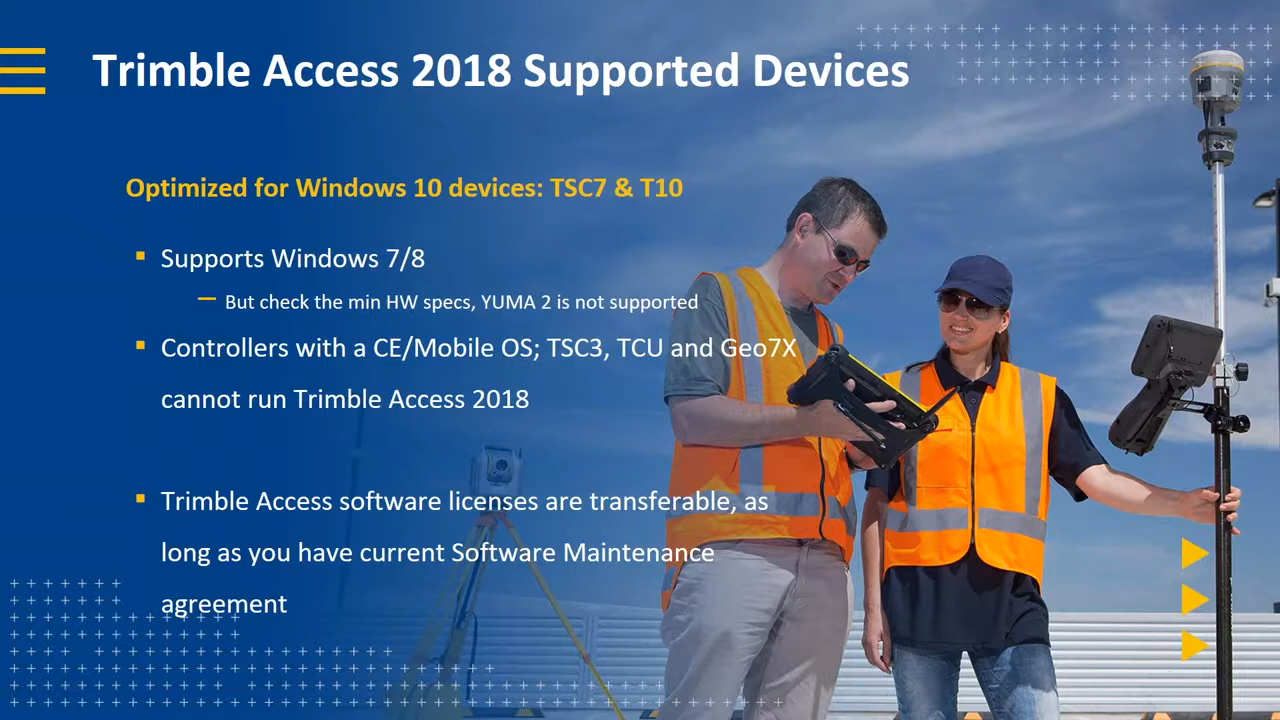 Trimble Access 2018 Supported Devices
Optimized for Windows 10 devices: TSC7 & T10
Supports Windows 7/8
But check the min HW specs, YUMA 2 is not supported
Controllers with a CE/Mobile OS; TSC3, TCU and Geo7X
cannot run Trimble Access 2018
Trimble Access software licenses are transferable, as
long as you have current Software Maintenance
agreement